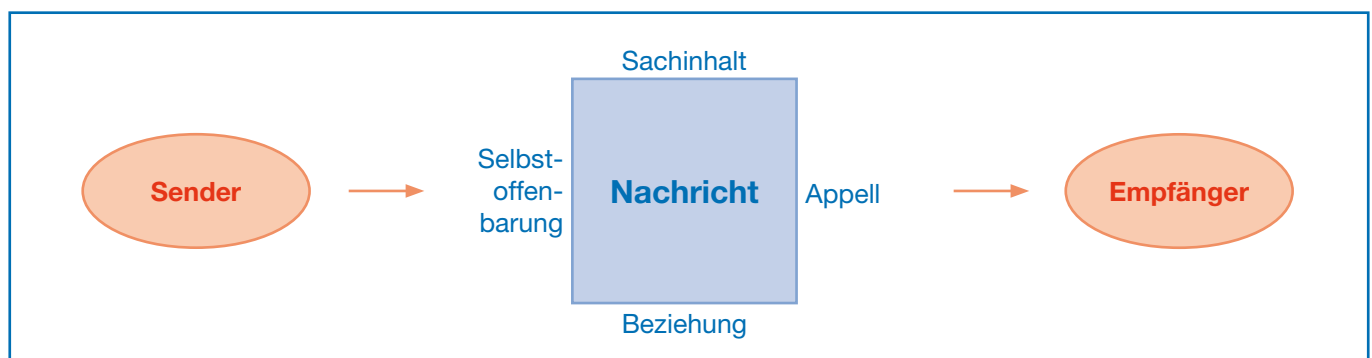 Sachinhalt
Sender
Selbst-
offen-
barung
Nachricht
Appell
Empfänger
Beziehung